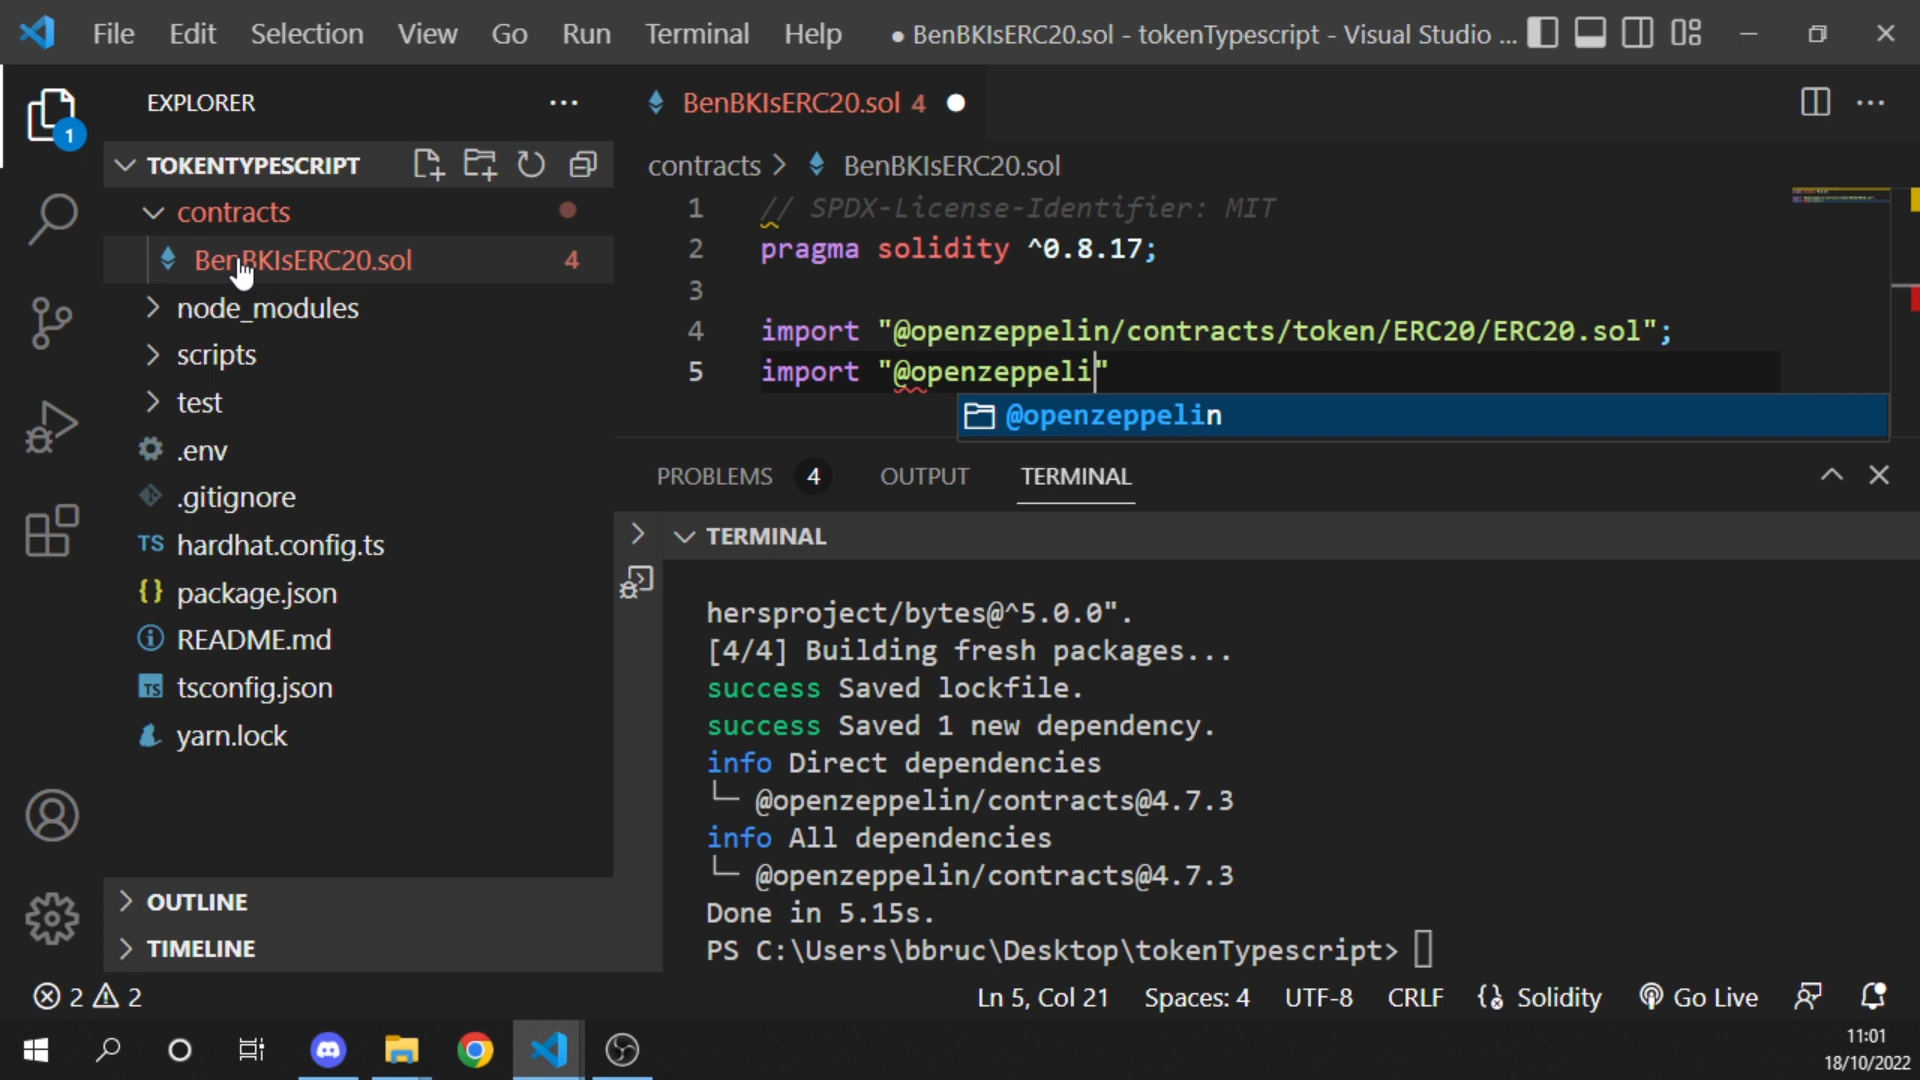 File Edit Selection View Go Run Terminal Help ● BenBKIsERC20.sol - tokenTypescript - Visual Studio ...
EXPLORER
BenBKIsERC20.sol 4
1
TOKENTYPESCRIPT
contracts > BenBKIsERC20.sol
contracts
BenBKIsERC20.sol 4
node_modules
scripts
test
.env
.gitignore
TS hardhat.config.ts
{} package.json
README.md
TS tsconfig.json
yarn.lock
OUTLINE
TIMELINE
1 // SPDX-License-Identifier: MIT
2 pragma solidity ^0.8.17;
3
4 import "@openzeppelin/contracts/token/ERC20/ERC20.sol";
5 import "@openzeppeli"
@openzeppelin
PROBLEMS 4 OUTPUT TERMINAL
TERMINAL
hersproject/bytes@^5.0.0".
[4/4] Building fresh packages...
success Saved lockfile.
success Saved 1 new dependency.
info Direct dependencies
└─ @openzeppelin/contracts@4.7.3
info All dependencies
└─ @openzeppelin/contracts@4.7.3
Done in 5.15s.
PS C:\Users\bbruc\Desktop\tokenTypescript>
2 2 Ln 5, Col 21 Spaces: 4 UTF-8 CRLF Solidity Go Live
11:01
18/10/2022